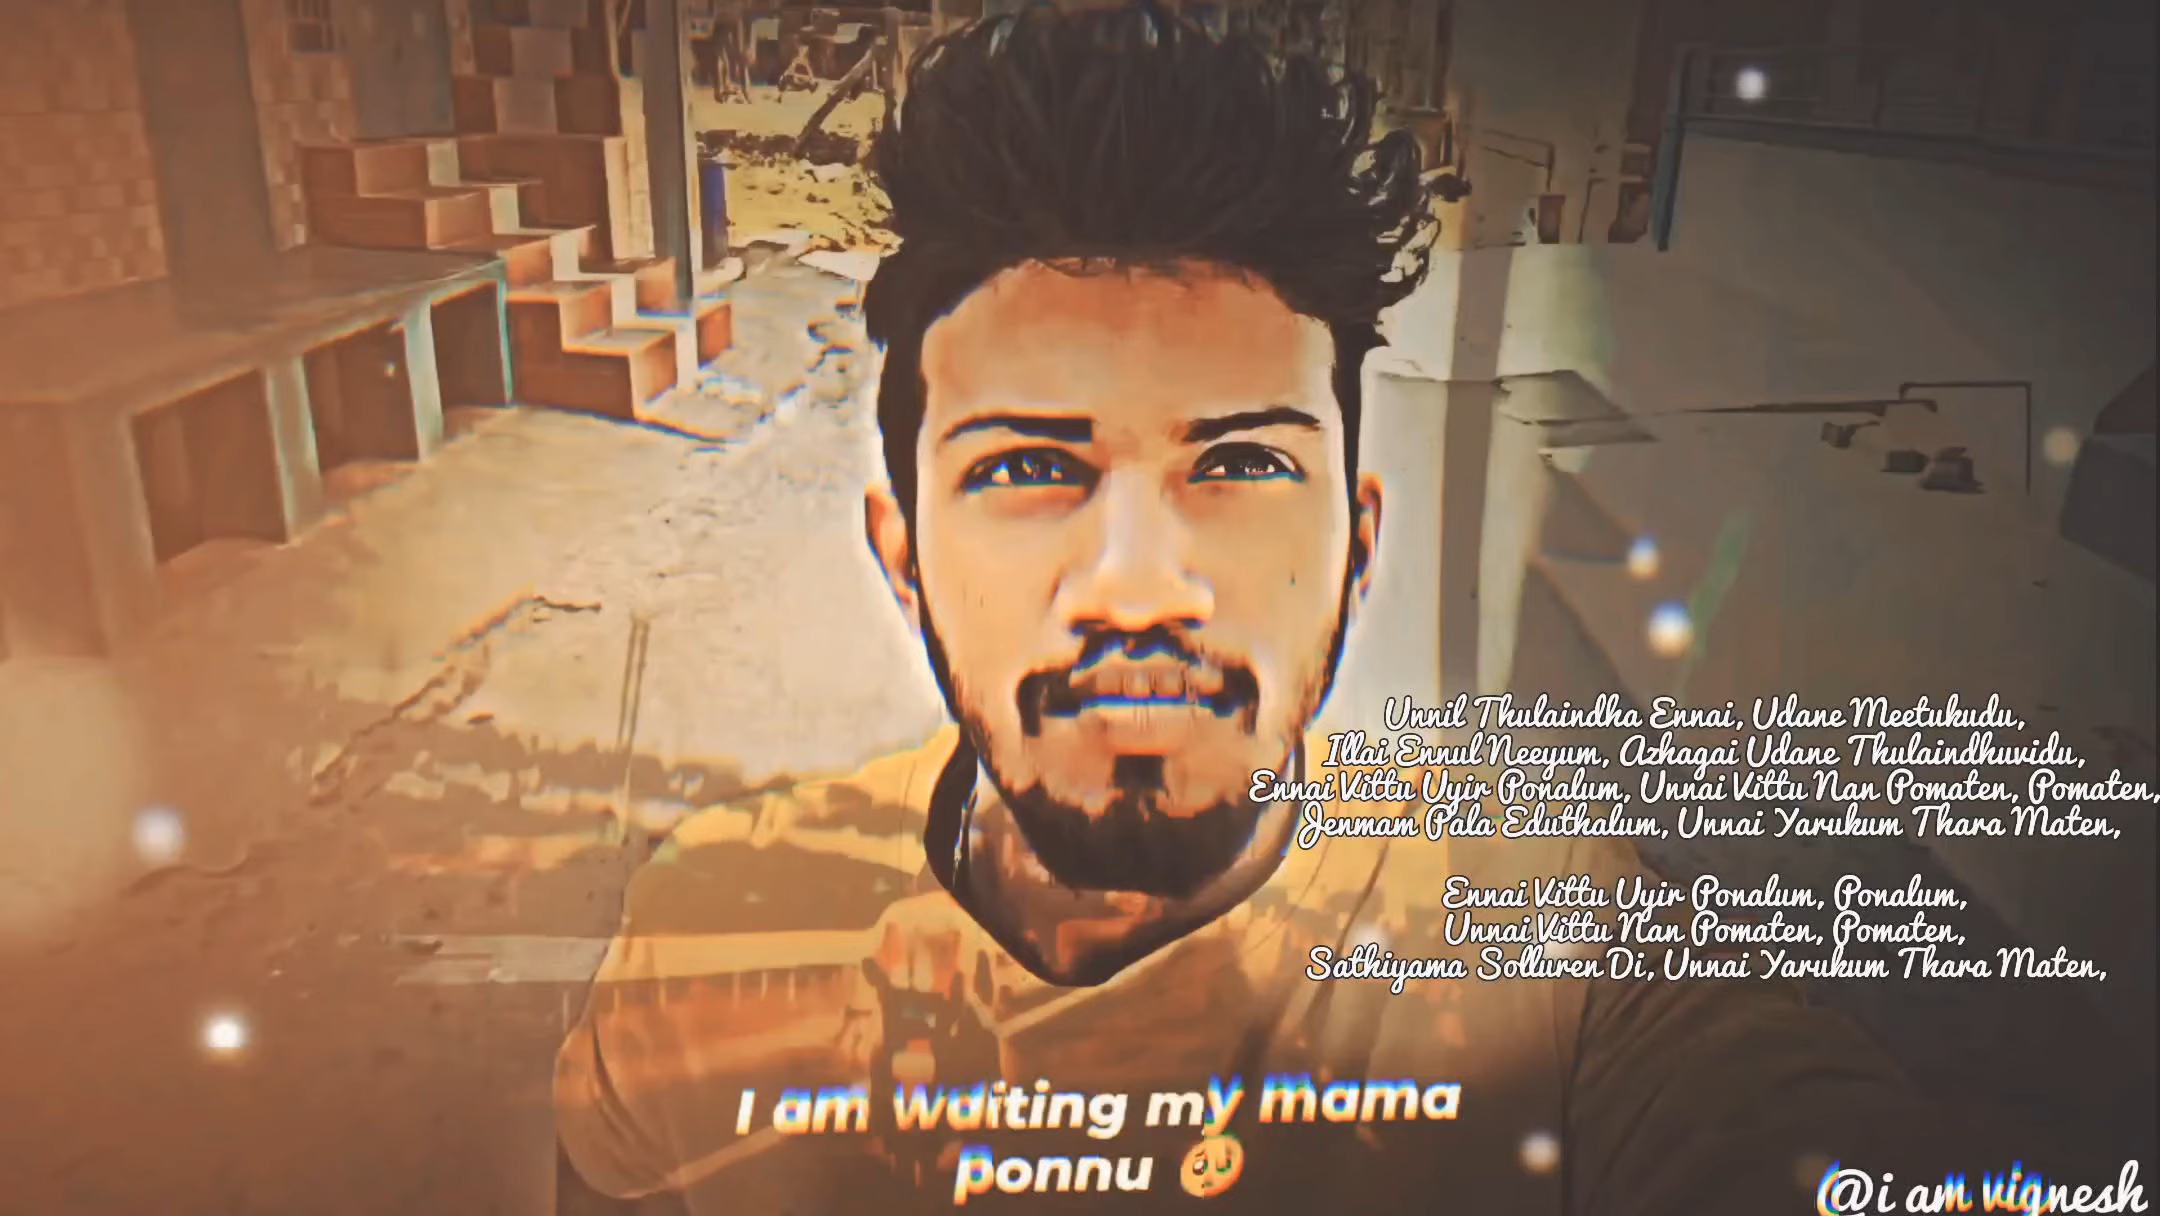 Unnil Thulaindha Ennai, Udane Meetukudu,
Illai Ennul Neeyum, Azhagai Udane Thulaindhuvidu,
Ennai Vittu Uyir Ponalum, Unnai Vittu Nan Pomaten, Pomaten,
Jenmam Pala Eduthalum, Unnai Yarukum Thara Maten,
Ennai Vittu Uyir Ponalum, Ponalum,
Unnai Vittu Nan Pomaten, Pomaten,
Sathiyama Solluren Di, Unnai Yarukum Thara Maten,
I am waiting my mama
ponnu 🥺
@i am vignesh